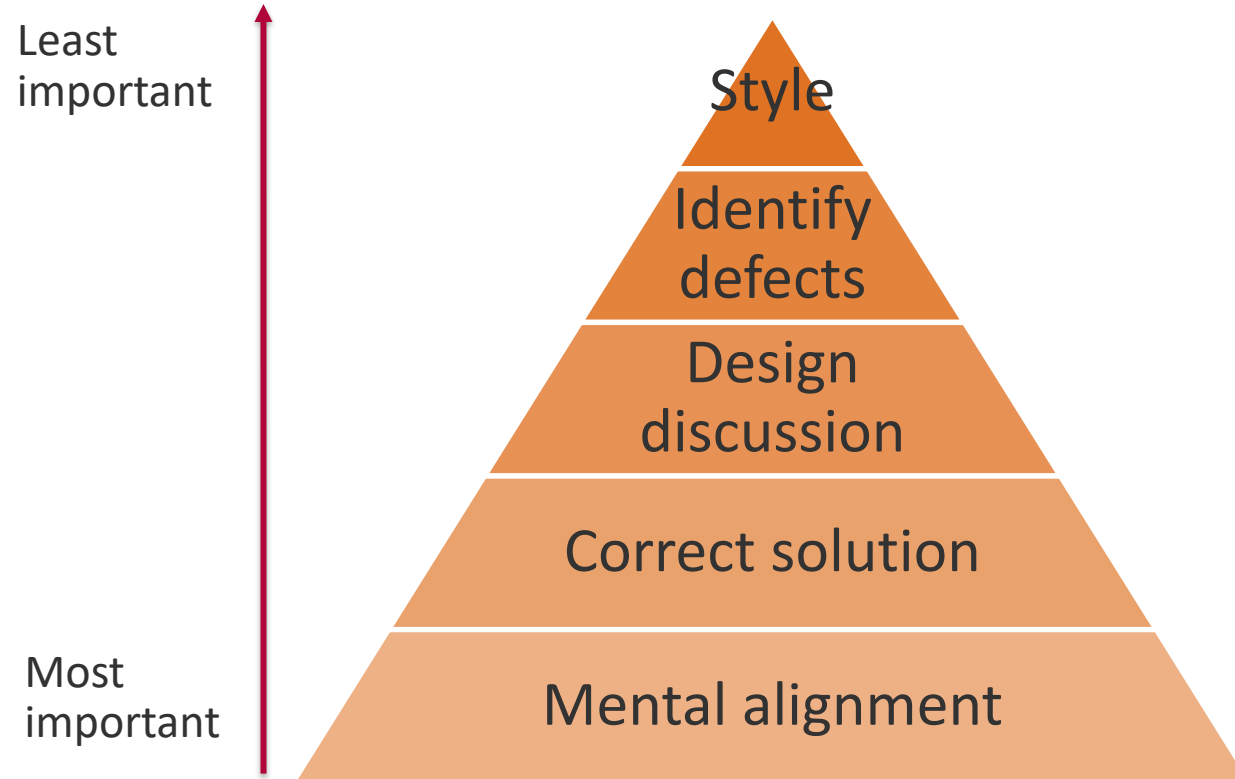 Least
important
Style
Identify
defects
Design
discussion
Correct solution
Most
important
Mental alignment